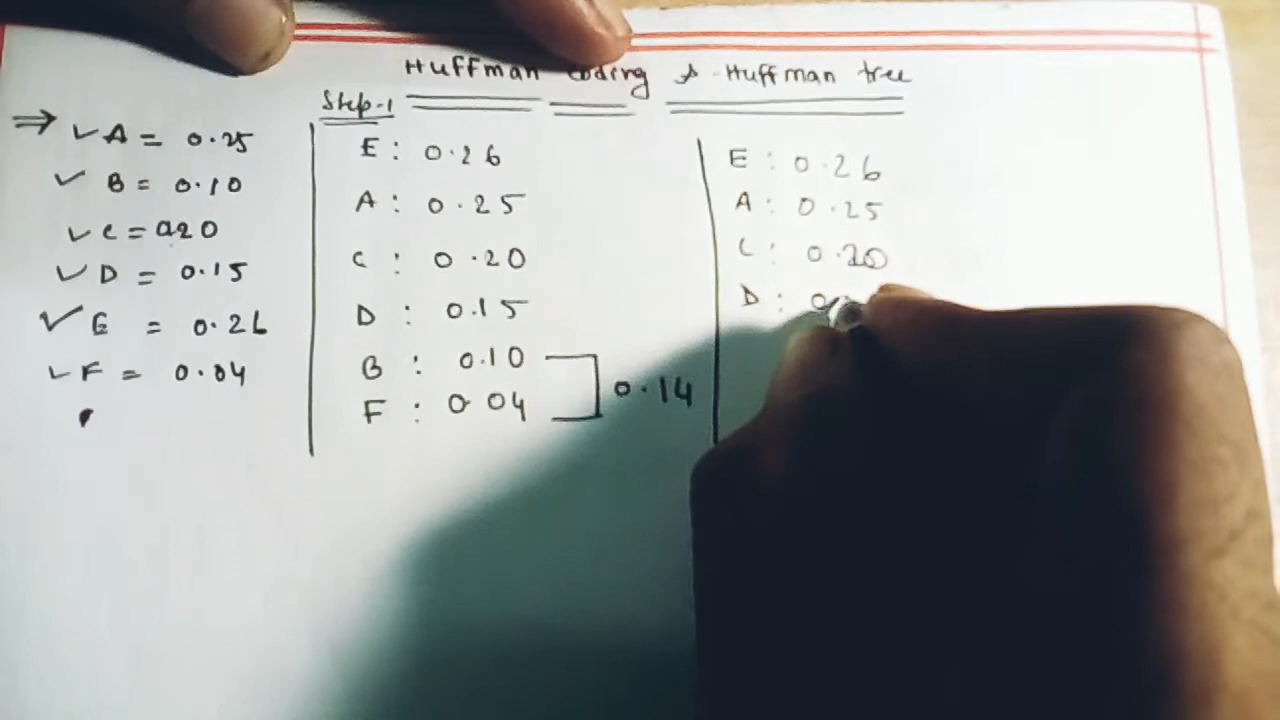 Huffman coding & Huffman tree
Step-1
⇒ ✓ A = 0.25
✓ B = 0.10
✓ C = 0.20
✓ D = 0.15
✓ E = 0.26
✓ F = 0.04
E : 0.26
A : 0.25
C : 0.20
D : 0.15
B : 0.10
F : 0.04
0.14
E : 0.26
A : 0.25
C : 0.20
D : 0